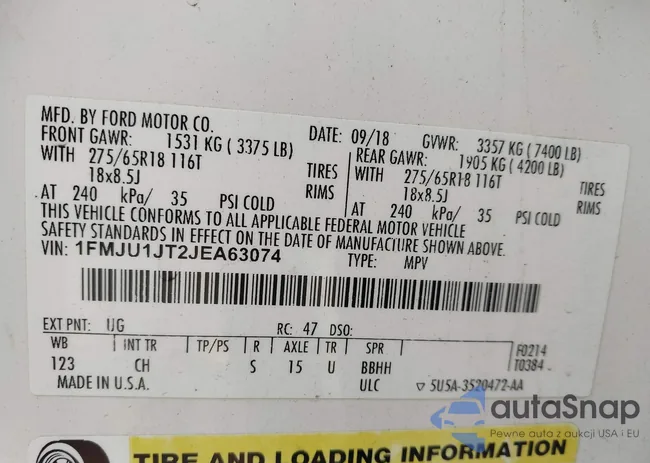 MFD. BY FORD MOTOR CO. DATE: 09/18 GVWR: 3357 KG ( 7400 LB)
FRONT GAWR: 1531 KG ( 3375 LB) REAR GAWR: 1905 KG ( 4200 LB)
WITH 275/65R18 116T TIRES WITH 275/65R18 116T TIRES
18x8.5J RIMS 18x8.5J RIMS
AT 240 kPa/ 35 PSI COLD AT 240 kPa/ 35 PSI COLD
THIS VEHICLE CONFORMS TO ALL APPLICABLE FEDERAL MOTOR VEHICLE
SAFETY STANDARDS IN EFFECT ON THE DATE OF MANUFACTURE SHOWN ABOVE.
VIN: 1FMJU1JT2JEA63074 TYPE: MPV
EXT PNT: UG RC: 47 DSO:
WB INT TR TP/PS R AXLE TR SPR F0214
123 CH S 15 U BBHH T0384
MADE IN U.S.A. ULC ▽ 5U5A-3520472-AA
autaSnap
Pewne auta z aukcji USA i EU
TIRE AND LOADING INFORMATION